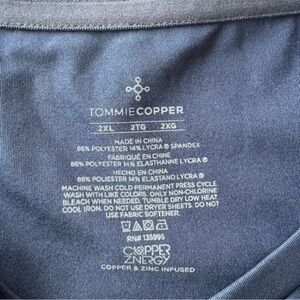 TOMMIECOPPER
2XL | 2TG | 2XG
MADE IN CHINA
86% POLYESTER 14% LYCRA® SPANDEX
FABRIQUÉ EN CHINE
86% POLYESTER 14% ELASTHANNE LYCRA®
HECHO EN CHINA
86% POLYESTER 14% ELASTANO LYCRA®
MACHINE WASH COLD PERMANENT PRESS CYCLE.
WASH WITH LIKE COLORS. ONLY NON-CHLORINE
BLEACH WHEN NEEDED. TUMBLE DRY LOW HEAT
COOL IRON. DO NOT USE DRYER SHEETS. DO NOT
USE FABRIC SOFTENER.
RN# 135995
COPPER
ZNERGY
COPPER & ZINC INFUSED